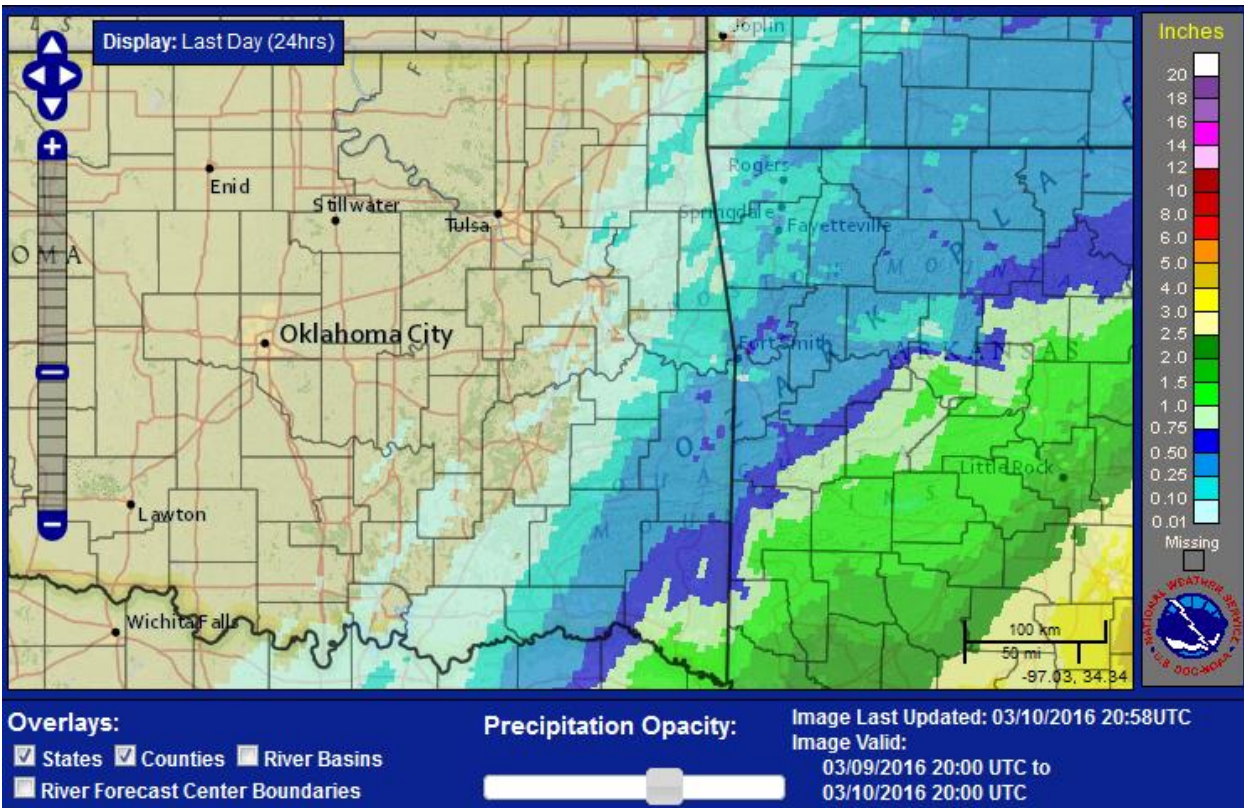 Display: Last Day (24hrs)
Joplin
Enid
Stillwater
Tulsa
Rogers
Springdale
Fayetteville
O M A
Oklahoma City
Fort Smith
A R K A N S A S
Little Rock
Lawton
Wichita Falls
100 km
50 mi
-97.03, 34.34
Inches
20
18
16
14
12
10
8.0
6.0
5.0
4.0
3.0
2.5
2.0
1.5
1.0
0.75
0.50
0.25
0.10
0.01
Missing
NATIONAL WEATHER SERVICE
Overlays:
States Counties River Basins
River Forecast Center Boundaries
Precipitation Opacity:
Image Last Updated: 03/10/2016 20:58UTC
Image Valid:
03/09/2016 20:00 UTC to
03/10/2016 20:00 UTC